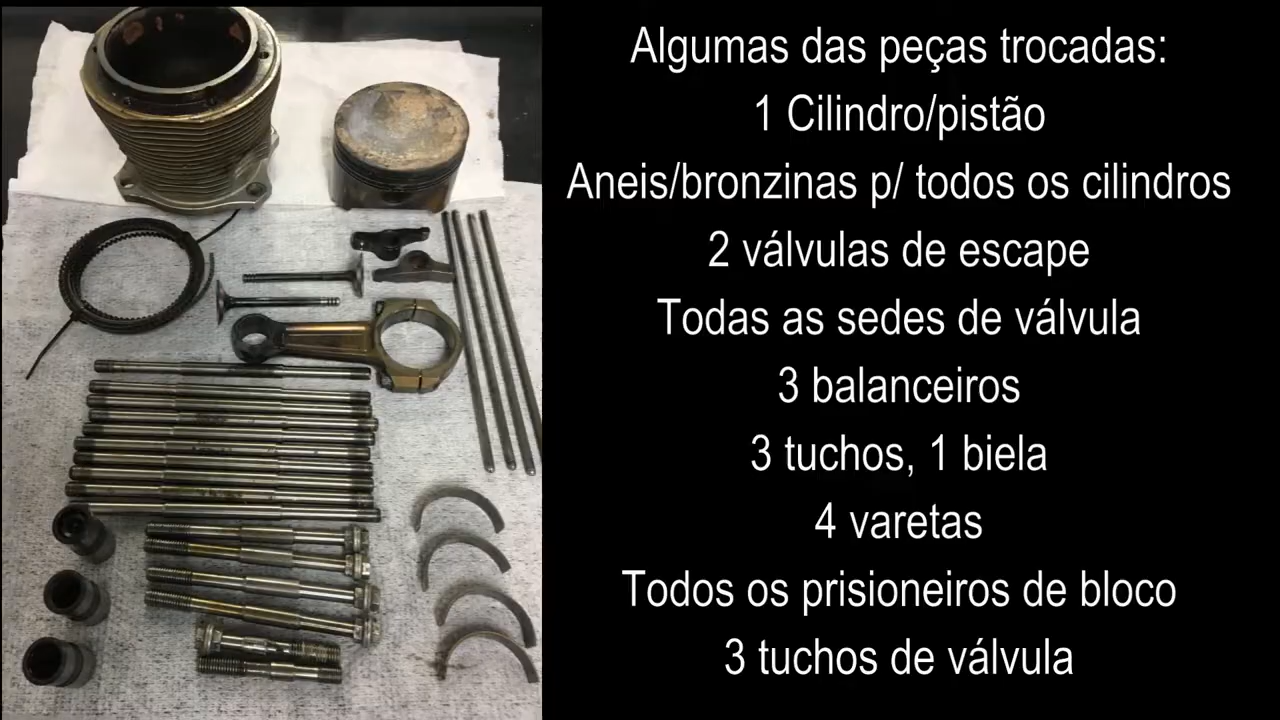 Algumas das peças trocadas:
1 Cilindro/pistão
Aneis/bronzinas p/ todos os cilindros
2 válvulas de escape
Todas as sedes de válvula
3 balanceiros
3 tuchos, 1 biela
4 varetas
Todos os prisioneiros de bloco
3 tuchos de válvula